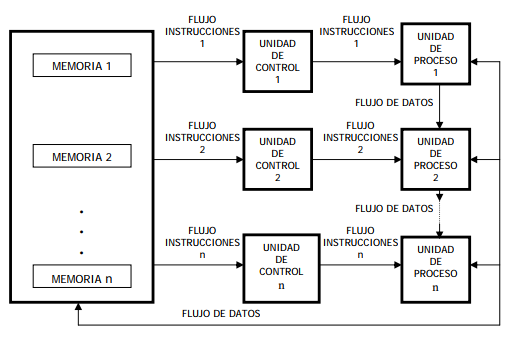 FLUJO
INSTRUCCIONES
1
FLUJO
INSTRUCCIONES
1
MEMORIA 1
UNIDAD
DE
CONTROL
1
UNIDAD
DE
PROCESO
1
FLUJO DE DATOS
FLUJO
INSTRUCCIONES
2
FLUJO
INSTRUCCIONES
2
MEMORIA 2
UNIDAD
DE
CONTROL
2
UNIDAD
DE
PROCESO
2
FLUJO DE DATOS
.
.
.
FLUJO
INSTRUCCIONES
n
FLUJO
INSTRUCCIONES
n
MEMORIA n
UNIDAD
DE
CONTROL
n
UNIDAD
DE
PROCESO
n
FLUJO DE DATOS